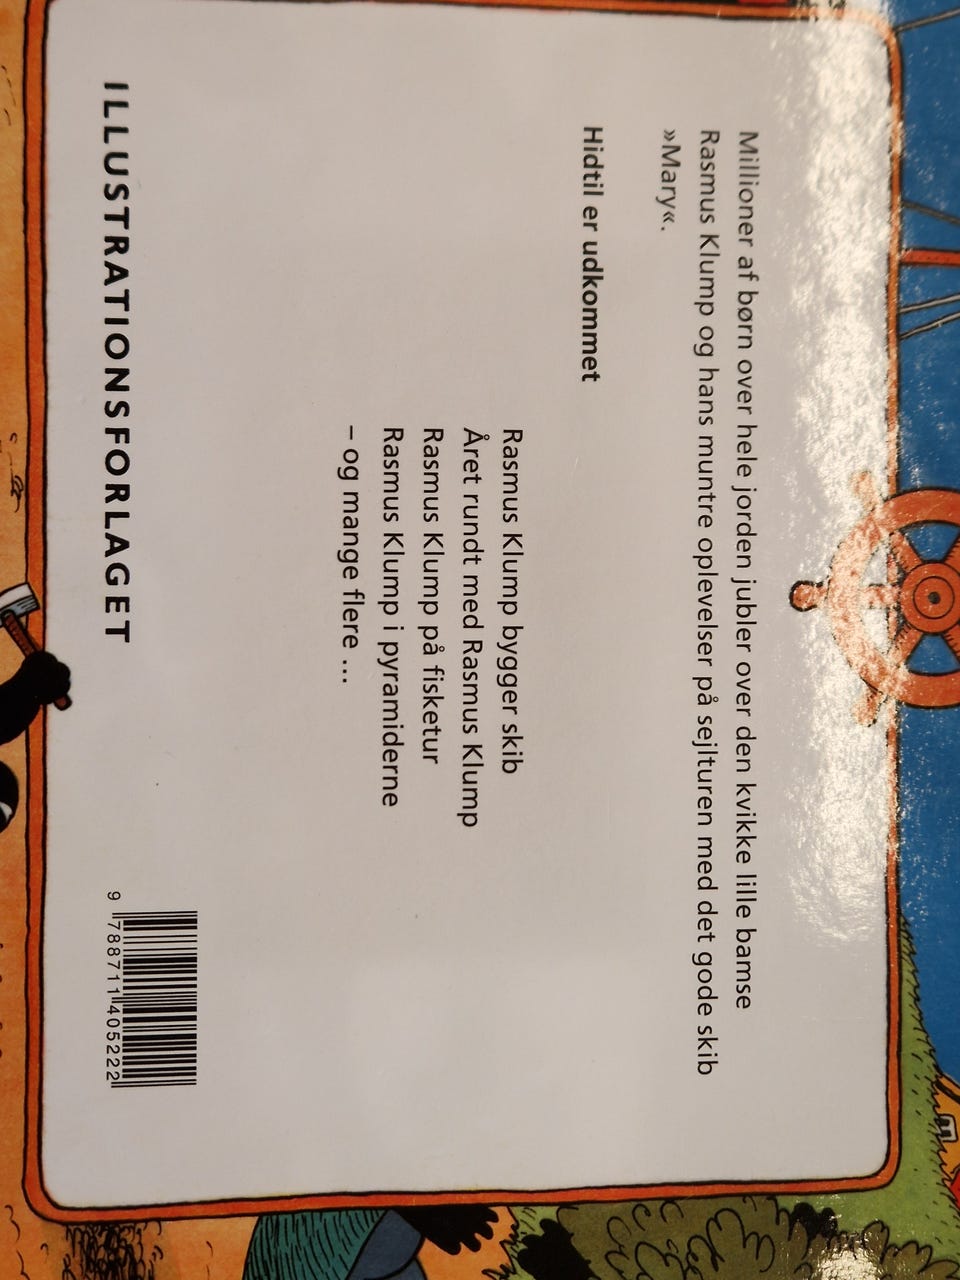 Millioner af børn over hele jorden jubler over den kvikke lille bamse
Rasmus Klump og hans muntre oplevelser på sejlturen med det gode skib
»Mary«.
Hidtil er udkommet
Rasmus Klump bygger skib
Året rundt med Rasmus Klump
Rasmus Klump på fisketur
Rasmus Klump i pyramiderne
– og mange flere ...
ILLUSTRATIONSFORLAGET
9 788711 405222